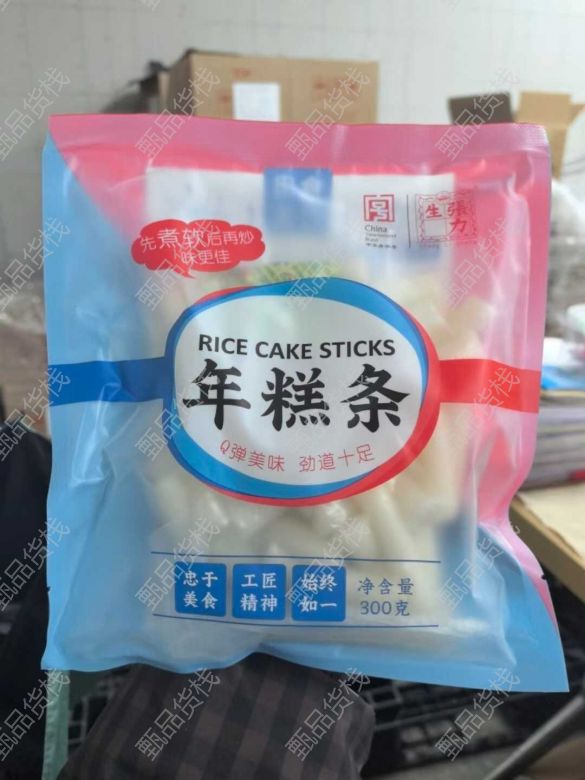 China
張力
生
先煮软后再炒
味更佳
RICE CAKE STICKS
年糕条
Q弹美味 劲道十足
忠于
美食
工匠
精神
始终
如一
净含量
300克
甄品货栈